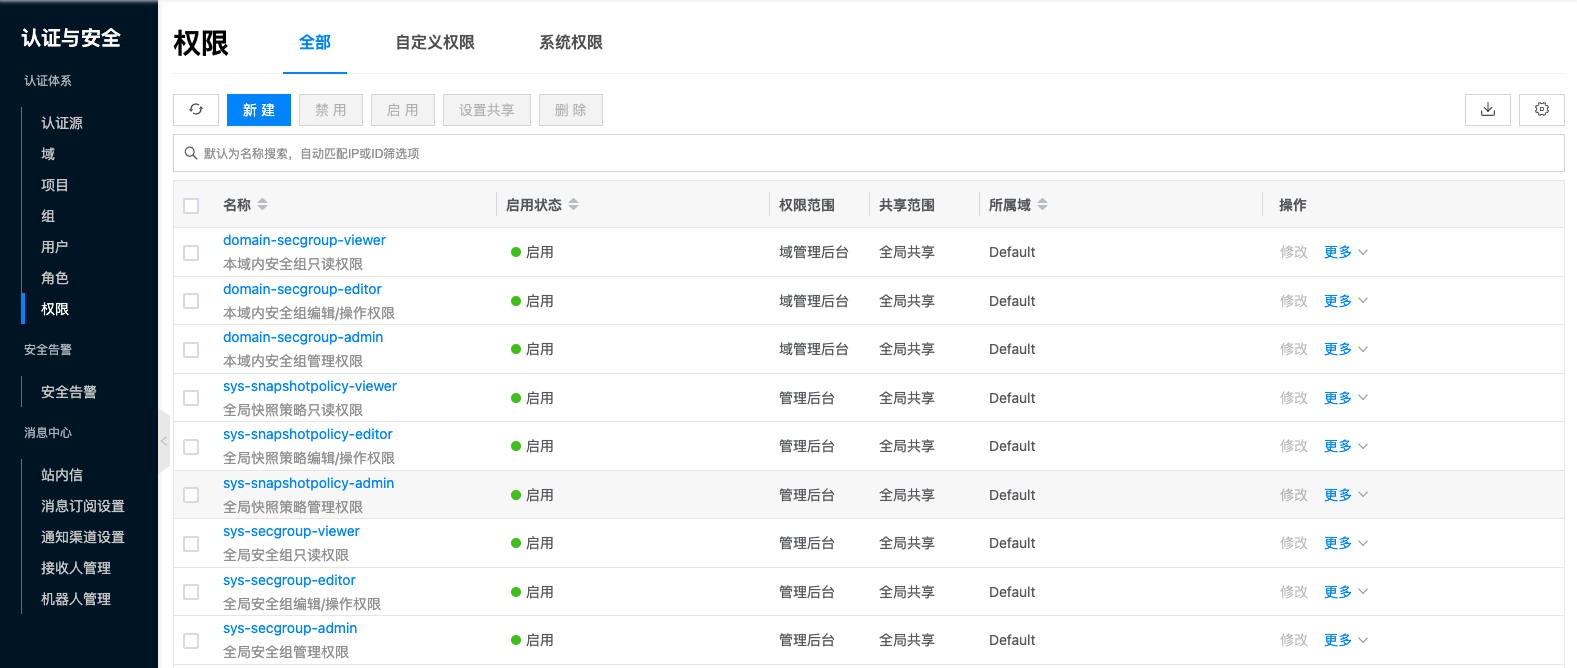 认证与安全
认证体系
认证源
域
项目
组
用户
角色
权限
安全告警
安全告警
消息中心
站内信
消息订阅设置
通知渠道设置
接收人管理
机器人管理
权限 全部 自定义权限 系统权限
新建 禁用 启用 设置共享 删除
默认为名称搜索，自动匹配IP或ID筛选项
名称 启用状态 权限范围 共享范围 所属域 操作
domain-secgroup-viewer
本域内安全组只读权限
启用 域管理后台 全局共享 Default 修改 更多
domain-secgroup-editor
本域内安全组编辑/操作权限
启用 域管理后台 全局共享 Default 修改 更多
domain-secgroup-admin
本域内安全组管理权限
启用 域管理后台 全局共享 Default 修改 更多
sys-snapshotpolicy-viewer
全局快照策略只读权限
启用 管理后台 全局共享 Default 修改 更多
sys-snapshotpolicy-editor
全局快照策略编辑/操作权限
启用 管理后台 全局共享 Default 修改 更多
sys-snapshotpolicy-admin
全局快照策略管理权限
启用 管理后台 全局共享 Default 修改 更多
sys-secgroup-viewer
全局安全组只读权限
启用 管理后台 全局共享 Default 修改 更多
sys-secgroup-editor
全局安全组编辑/操作权限
启用 管理后台 全局共享 Default 修改 更多
sys-secgroup-admin
全局安全组管理权限
启用 管理后台 全局共享 Default 修改 更多